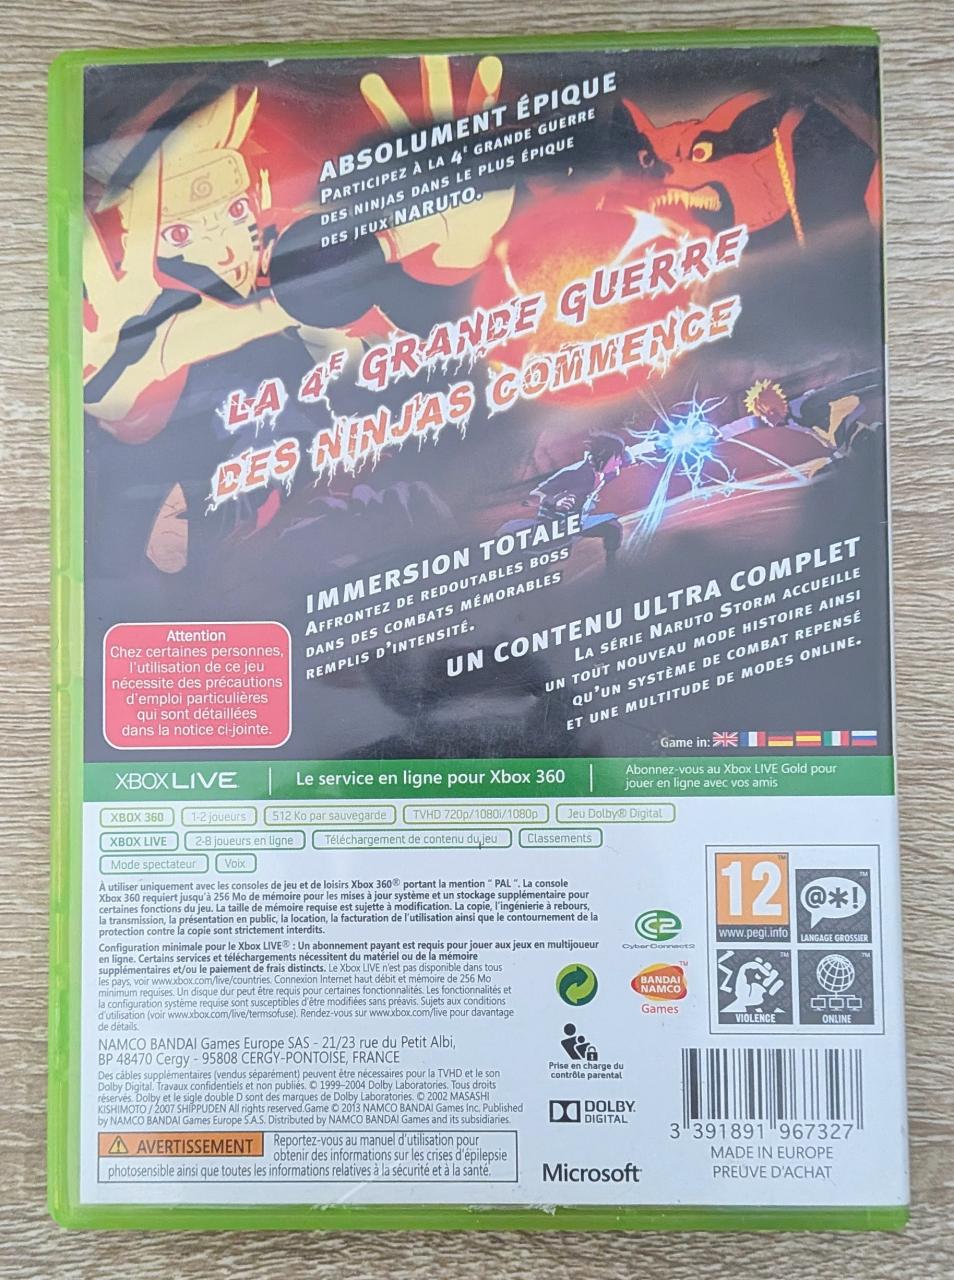 ABSOLUMENT ÉPIQUE
PARTICIPEZ À LA 4E GRANDE GUERRE
DES NINJAS DANS LE PLUS ÉPIQUE
DES JEUX NARUTO.
LA 4E GRANDE GUERRE
DES NINJAS COMMENCE
IMMERSION TOTALE
AFFRONTEZ DE REDOUTABLES BOSS
DANS DES COMBATS MÉMORABLES
REMPLIS D'INTENSITÉ.
UN CONTENU ULTRA COMPLET
LA SÉRIE NARUTO STORM ACCUEILLE
UN TOUT NOUVEAU MODE HISTOIRE AINSI
QU'UN SYSTÈME DE COMBAT REPENSÉ
ET UNE MULTITUDE DE MODES ONLINE.
Attention
Chez certaines personnes,
l'utilisation de ce jeu
nécessite des précautions
d'emploi particulières
qui sont détaillées
dans la notice ci-jointe.
Game in:
XBOX LIVE
Le service en ligne pour Xbox 360
Abonnez-vous au Xbox LIVE Gold pour
jouer en ligne avec vos amis
XBOX 360 1-2 joueurs 512 Ko par sauvegarde TVHD 720p/1080i/1080p Jeu Dolby® Digital
XBOX LIVE 2-8 joueurs en ligne Téléchargement de contenu du jeu Classements
Mode spectateur Voix
À utiliser uniquement avec les consoles de jeu et de loisirs Xbox 360® portant la mention " PAL ". La console
Xbox 360 requiert jusqu'à 256 Mo de mémoire pour les mises à jour système et un stockage supplémentaire pour
certaines fonctions du jeu. La taille de mémoire requise est sujette à modification. La copie, l'ingénierie à rebours,
la transmission, la présentation en public, la location, la facturation de l'utilisation ainsi que le contournement de la
protection contre la copie sont strictement interdits.
Configuration minimale pour le Xbox LIVE® : Un abonnement payant est requis pour jouer aux jeux en multijoueur
en ligne. Certains services et téléchargements nécessitent du matériel ou de la mémoire
supplémentaires et/ou le paiement de frais distincts. Le Xbox LIVE n'est pas disponible dans tous
les pays, voir www.xbox.com/live/countries. Connexion Internet haut débit et mémoire de 256 Mo
minimum requises. Un disque dur peut être requis pour certaines fonctionnalités. Les fonctionnalités et
la configuration système requise sont susceptibles d'être modifiées sans préavis. Sujets aux conditions
d'utilisation (voir www.xbox.com/live/termsofuse). Rendez-vous sur www.xbox.com/live pour davantage
de détails.
NAMCO BANDAI Games Europe SAS - 21/23 rue du Petit Albi,
BP 48470 Cergy - 95808 CERGY-PONTOISE, FRANCE
Des câbles supplémentaires (vendus séparément) peuvent être nécessaires pour la TVHD et le son
Dolby Digital. Travaux confidentiels et non publiés. © 1999-2004 Dolby Laboratories. Tous droits
réservés. Dolby et le sigle double D sont des marques de Dolby Laboratories. © 2002 MASASHI
KISHIMOTO / 2007 SHIPPUDEN All rights reserved.Game © 2013 NAMCO BANDAI Games Inc. Published
by NAMCO BANDAI Games Europe S.A.S. Distributed by NAMCO BANDAI Games and its subsidiaries.
AVERTISSEMENT
Reportez-vous au manuel d'utilisation pour
obtenir des informations sur les crises d'épilepsie
photosensible ainsi que toutes les informations relatives à la sécurité et à la santé.
C2
CyberConnect2
BANDAI
NAMCO
Games
Prise en charge du
contrôle parental
DOLBY
DIGITAL
Microsoft
12
www.pegi.info
@*!
LANGAGE GROSSIER
VIOLENCE
ONLINE
3 391891 967327
MADE IN EUROPE
PREUVE D'ACHAT